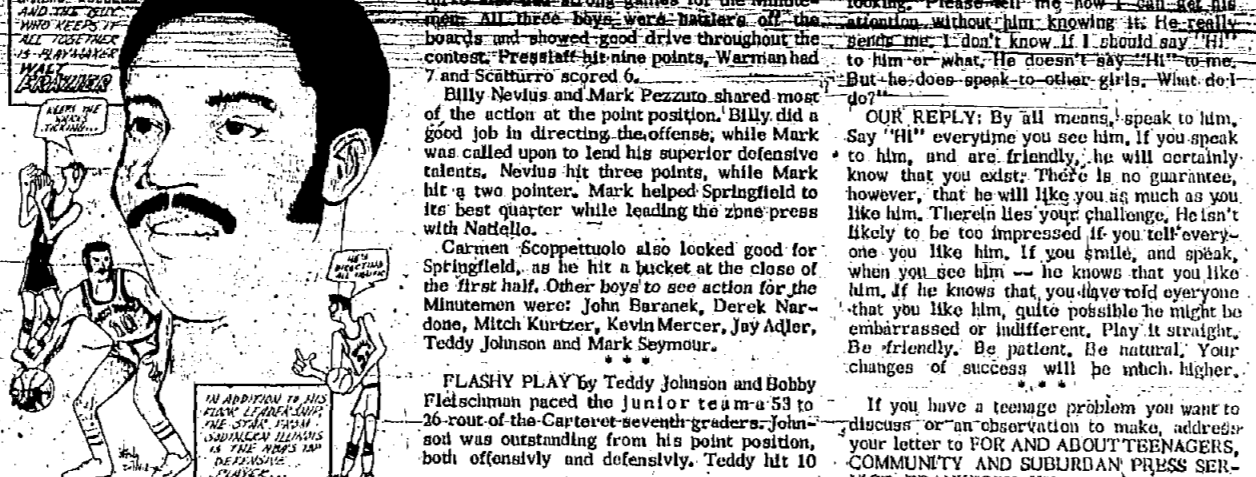 AND THE GUY
WHO KEEPS IT
ALL TOGETHER
IS PLAYMAKER
WALT
FRAZIER
KEEPS THE
TICKING...
HE'S
DIRECTING
IN ADDITION TO HIS
FLOOR LEADERSHIP,
THE STAR FROM
SOUTHERN ILLINOIS
IS THE NBA'S TOP
DEFENSIVE
PLAYER
games for the Minute-
men. All three boys were battlers off the
boards and showed good drive throughout the
contest. Presslaff hit nine points, Warman had
7 and Scatturro scored 6.
Billy Nevius and Mark Pezzuto shared most
of the action at the point position. Billy did a
good job in directing the offense, while Mark
was called upon to lend his superior defensive
talents. Nevius hit three points, while Mark
hit a two pointer. Mark helped Springfield to
its best quarter while leading the zone press
with Natiello.
Carmen Scoppettuolo also looked good for
Springfield, as he hit a bucket at the close of
the first half. Other boys to see action for the
Minutemen were: John Baranek, Derek Nar-
done, Mitch Kurtzer, Kevin Mercer, Jay Adler,
Teddy Johnson and Mark Seymour.
* * *
FLASHY PLAY by Teddy Johnson and Bobby
Fleischman paced the junior team a 53 to
26 rout of the Carteret seventh graders. John-
son was outstanding from his point position,
both offensivly and defensivly. Teddy hit 10
looking. Please tell me how I can get his
attention without him knowing it. He really
sends me. I don't know if I should say "Hi"
to him or what. He doesn't say "Hi" to me.
But he does speak to other girls. What do I
do?"
OUR REPLY: By all means, speak to him.
Say "Hi" everytime you see him. If you speak
to him, and are friendly, he will certainly
know that you exist. There is no guarantee,
however, that he will like you as much as you
like him. Therein lies your challenge. He isn't
likely to be too impressed if you tell every-
one you like him. If you smile, and speak,
when you see him -- he knows that you like
him. If he knows that you have told everyone
that you like him, quite possible he might be
embarrassed or indifferent. Play it straight.
Be friendly. Be patient. Be natural. Your
changes of success will be much higher.
* * *
If you have a teenage problem you want to
discuss or an observation to make, address
your letter to FOR AND ABOUT TEENAGERS,
COMMUNITY AND SUBURBAN PRESS SER-